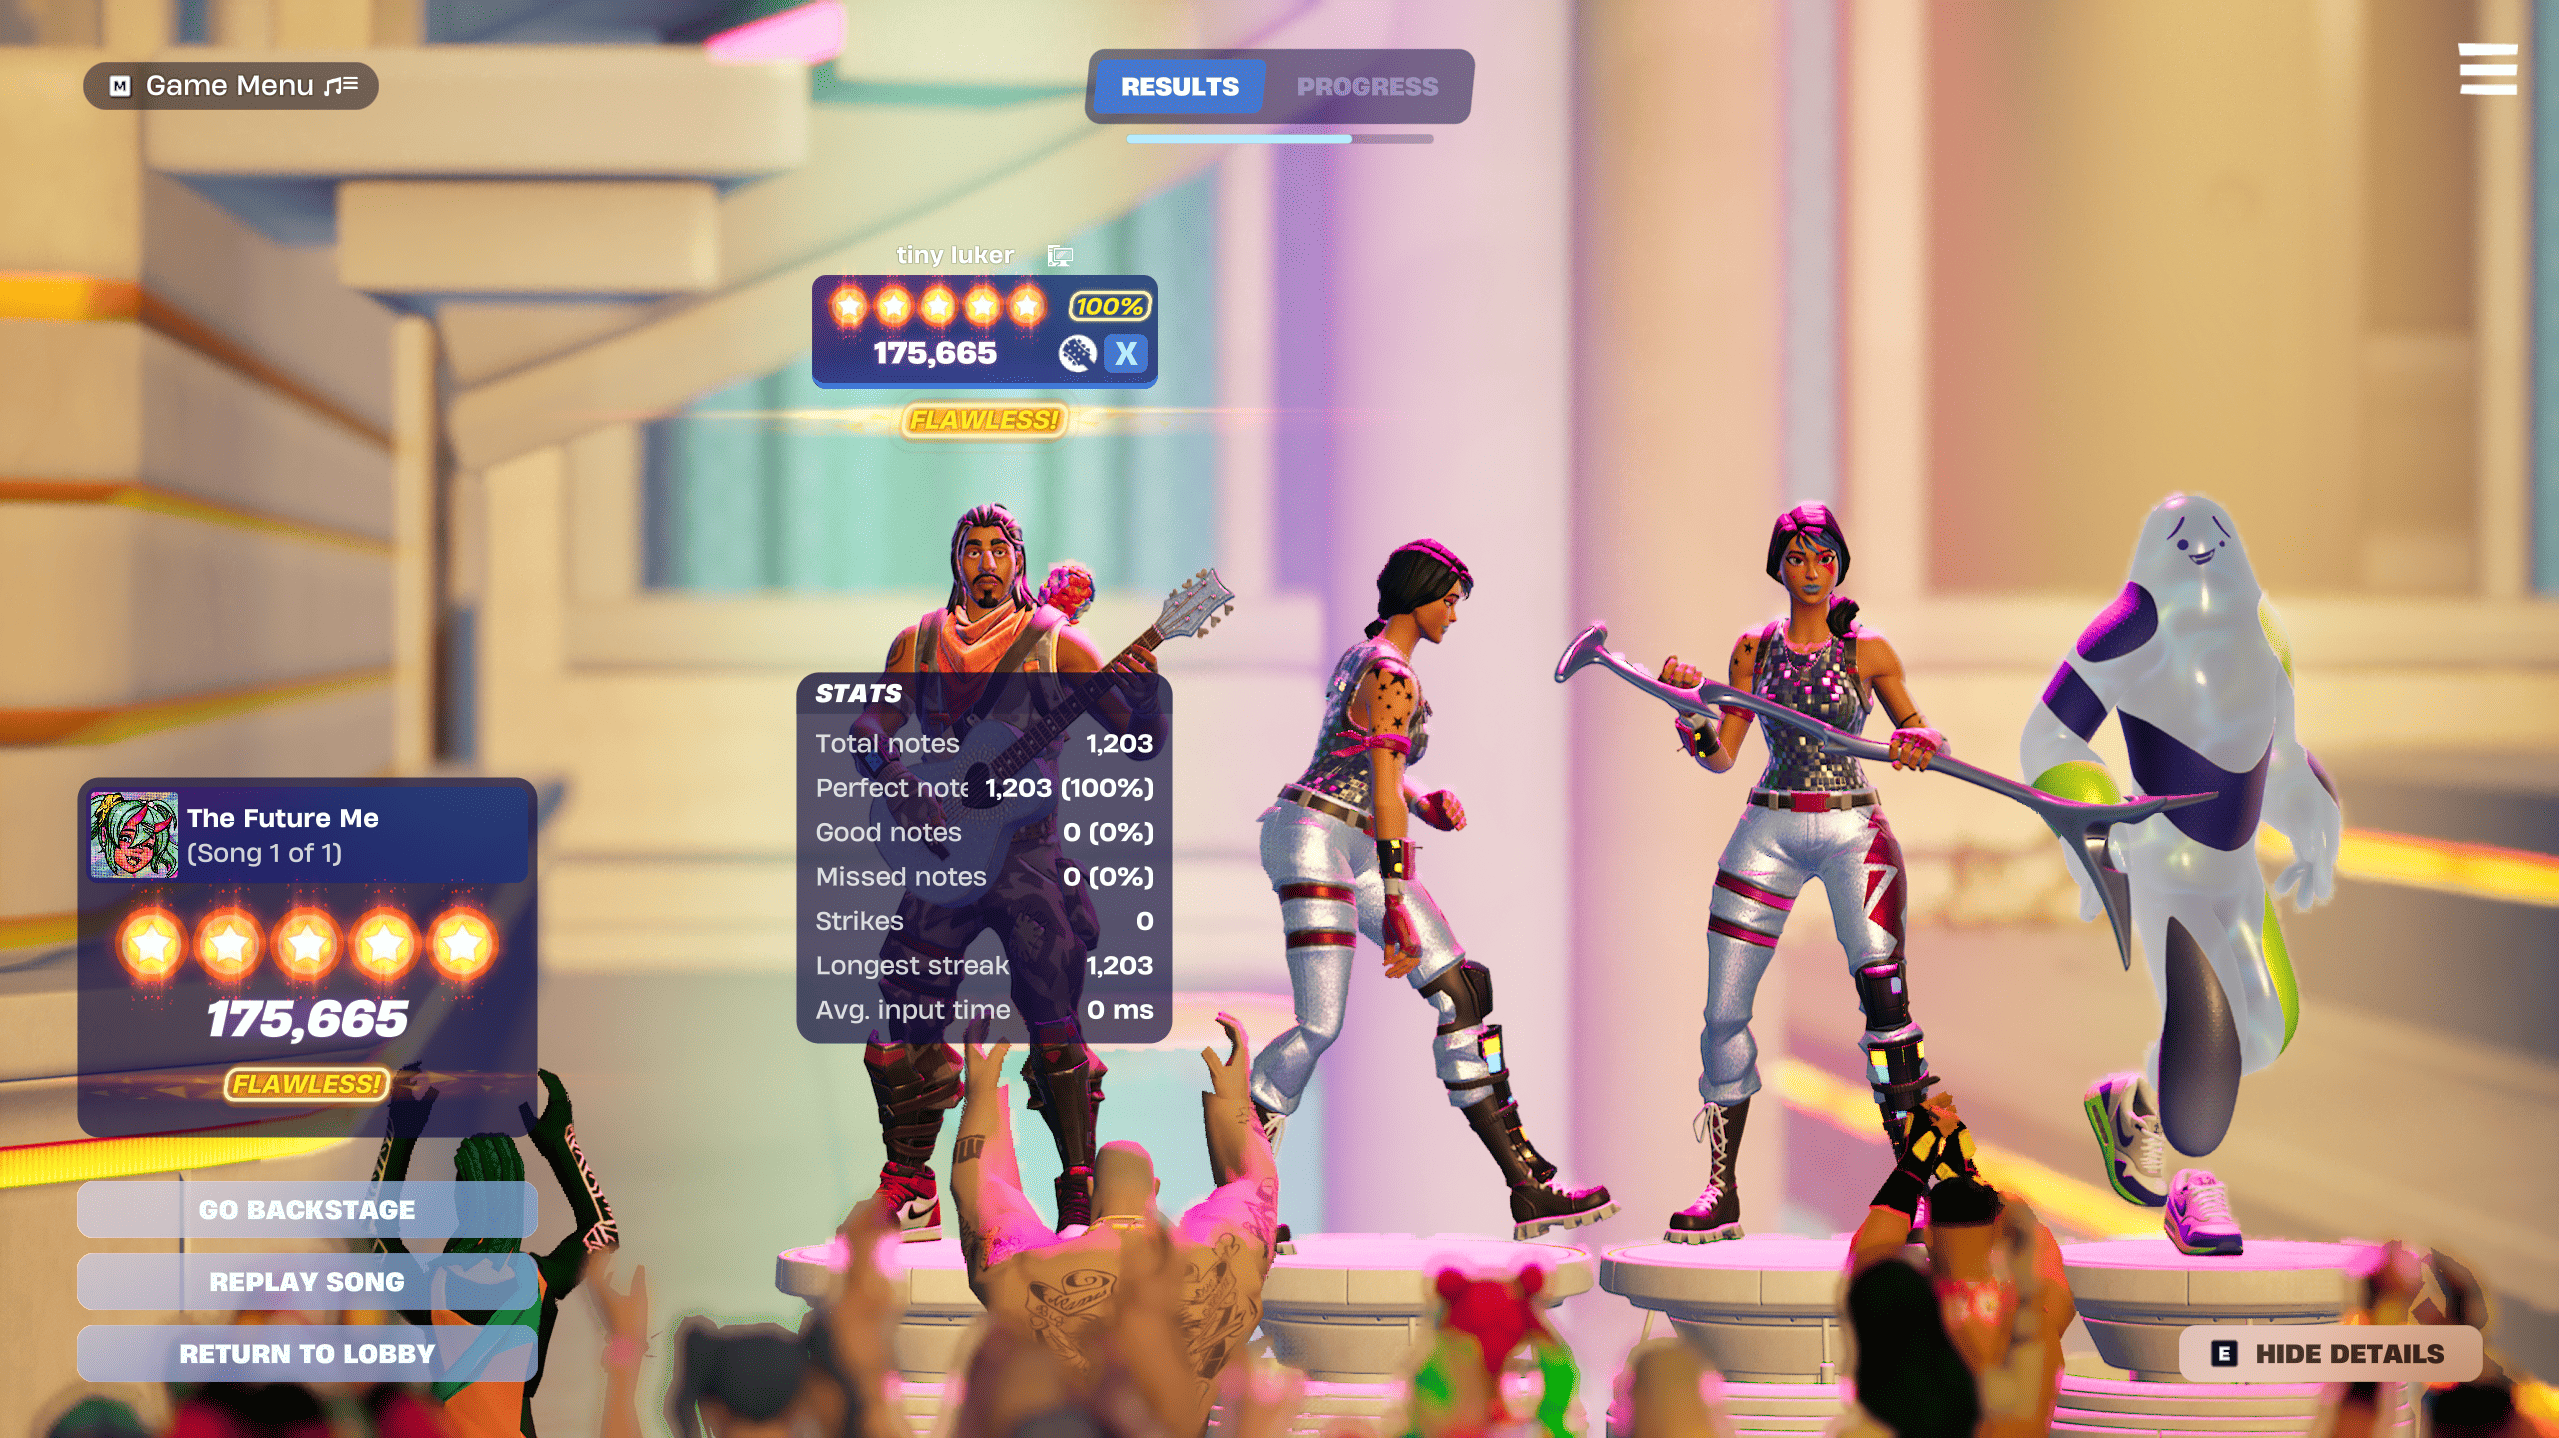 M Game Menu
RESULTS PROGRESS
tiny luker
100%
175,665 X
FLAWLESS!
STATS
Total notes 1,203
Perfect note 1,203 (100%)
Good notes 0 (0%)
Missed notes 0 (0%)
Strikes 0
Longest streak 1,203
Avg. input time 0 ms
The Future Me
(Song 1 of 1)
175,665
FLAWLESS!
GO BACKSTAGE
REPLAY SONG
RETURN TO LOBBY
E HIDE DETAILS